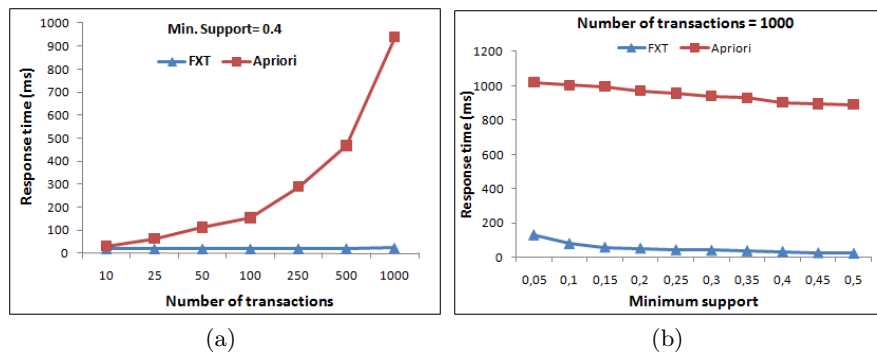 Min. Support= 0.4
FXT Apriori
Response time (ms)
1000
900
800
700
600
500
400
300
200
100
0
10 25 50 100 250 500 1000
Number of transactions
(a)
Number of transactions = 1000
FXT Apriori
Response time (ms)
1200
1000
800
600
400
200
0
0,05 0,1 0,15 0,2 0,25 0,3 0,35 0,4 0,45 0,5
Minimum support
(b)